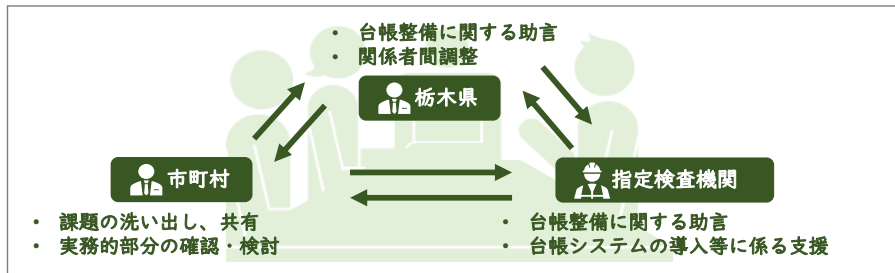 ・ 台帳整備に関する助言
・ 関係者間調整
栃木県
市町村
指定検査機関
・ 課題の洗い出し、共有
・ 実務的部分の確認・検討
・ 台帳整備に関する助言
・ 台帳システムの導入等に係る支援